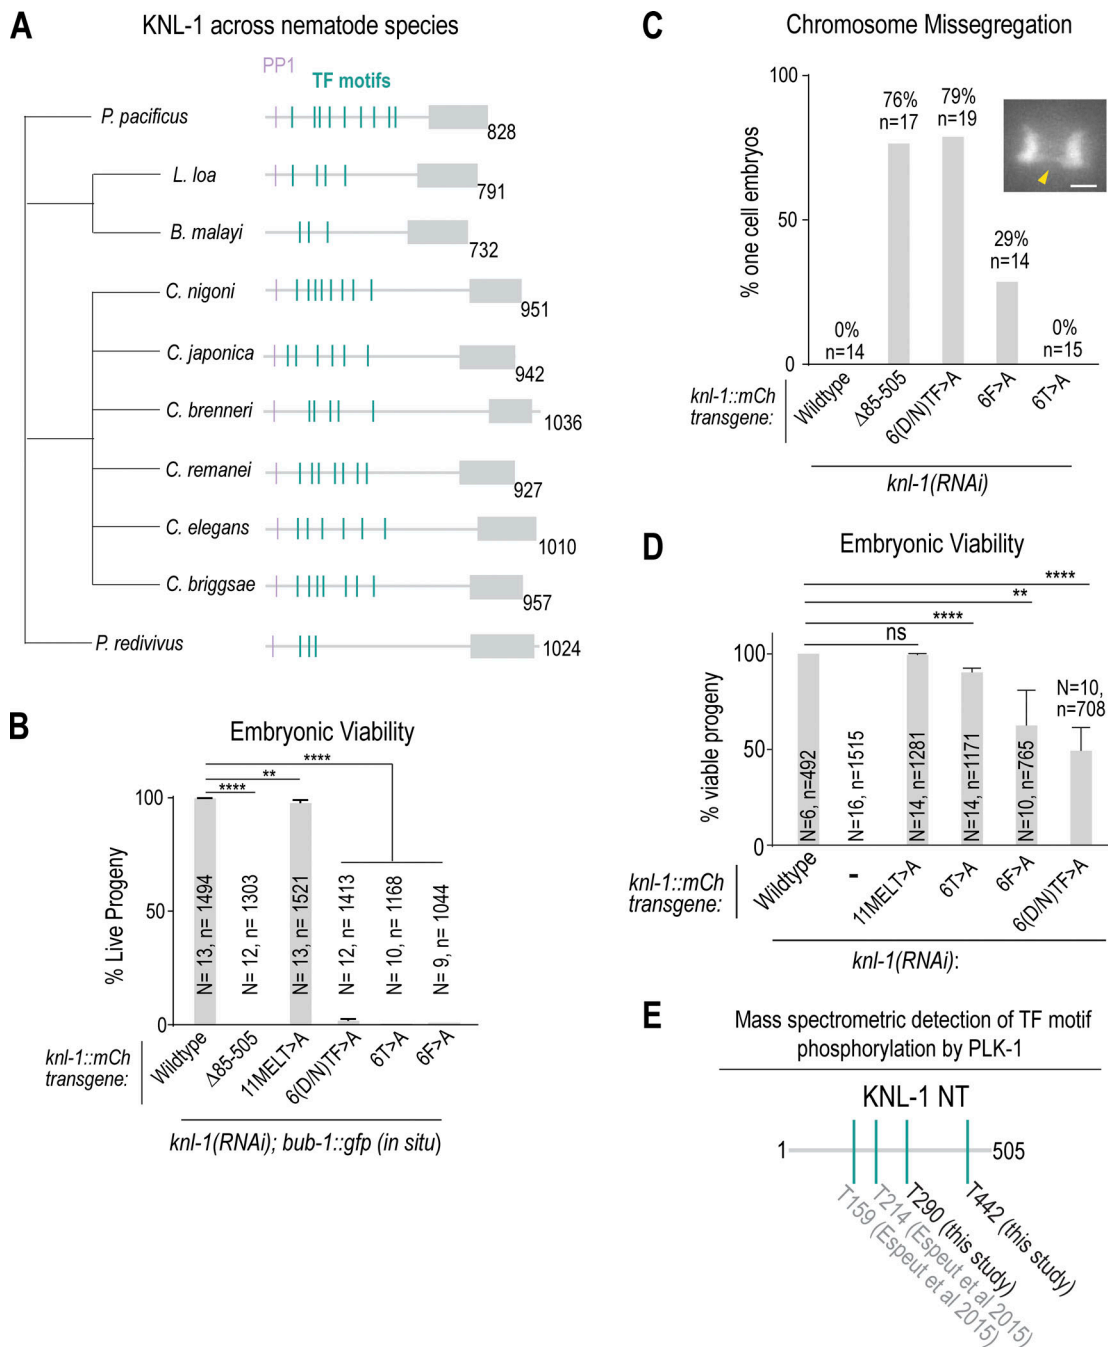 A
KNL-1 across nematode species
PP1
TF motifs
P. pacificus
828
L. loa
791
B. malayi
732
C. nigoni
951
C. japonica
942
C. brenneri
1036
C. remanei
927
C. elegans
1010
C. briggsae
957
P. redivivus
1024
B
Embryonic Viability
****
**
****
% Live Progeny
100
50
0
N= 13, n= 1494
N= 12, n= 1303
N= 13, n= 1521
N= 12, n= 1413
N= 10, n= 1168
N= 9, n= 1044
knl-1::mCh
transgene:
Wildtype
Δ85-505
11MELT>A
6(D/N)TF>A
6T>A
6F>A
knl-1(RNAi); bub-1::gfp (in situ)
C
Chromosome Missegregation
% one cell embryos
100
50
0
0%
n=14
76%
n=17
79%
n=19
29%
n=14
0%
n=15
knl-1::mCh
transgene:
Wildtype
Δ85-505
6(D/N)TF>A
6F>A
6T>A
knl-1(RNAi)
D
Embryonic Viability
****
**
****
ns
% viable progeny
100
50
0
N=6, n=492
N=16, n=1515
N=14, n=1281
N=14, n=1171
N=10, n=765
N=10,
n=708
knl-1::mCh
transgene:
Wildtype
-
11MELT>A
6T>A
6F>A
6(D/N)TF>A
knl-1(RNAi):
E
Mass spectrometric detection of TF motif
phosphorylation by PLK-1
KNL-1 NT
1
505
T159 (Espeut et al 2015)
T214 (Espeut et al 2015)
T290 (this study)
T442 (this study)